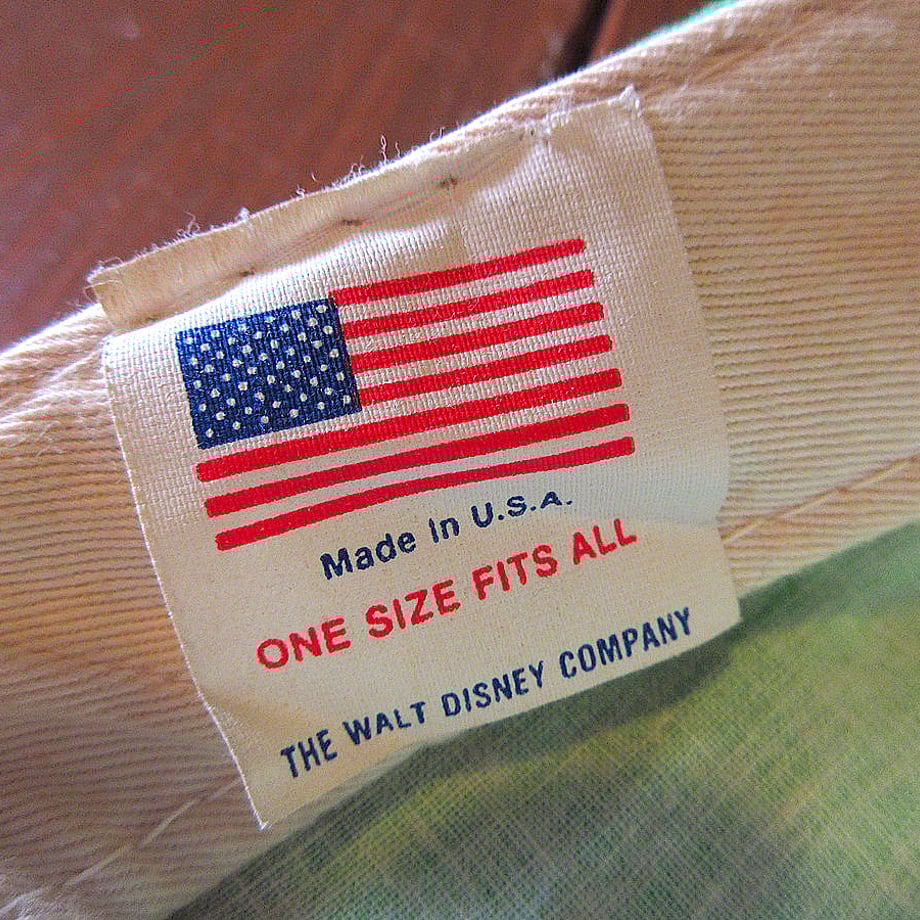 Made in U.S.A.
ONE SIZE FITS ALL
THE WALT DISNEY COMPANY